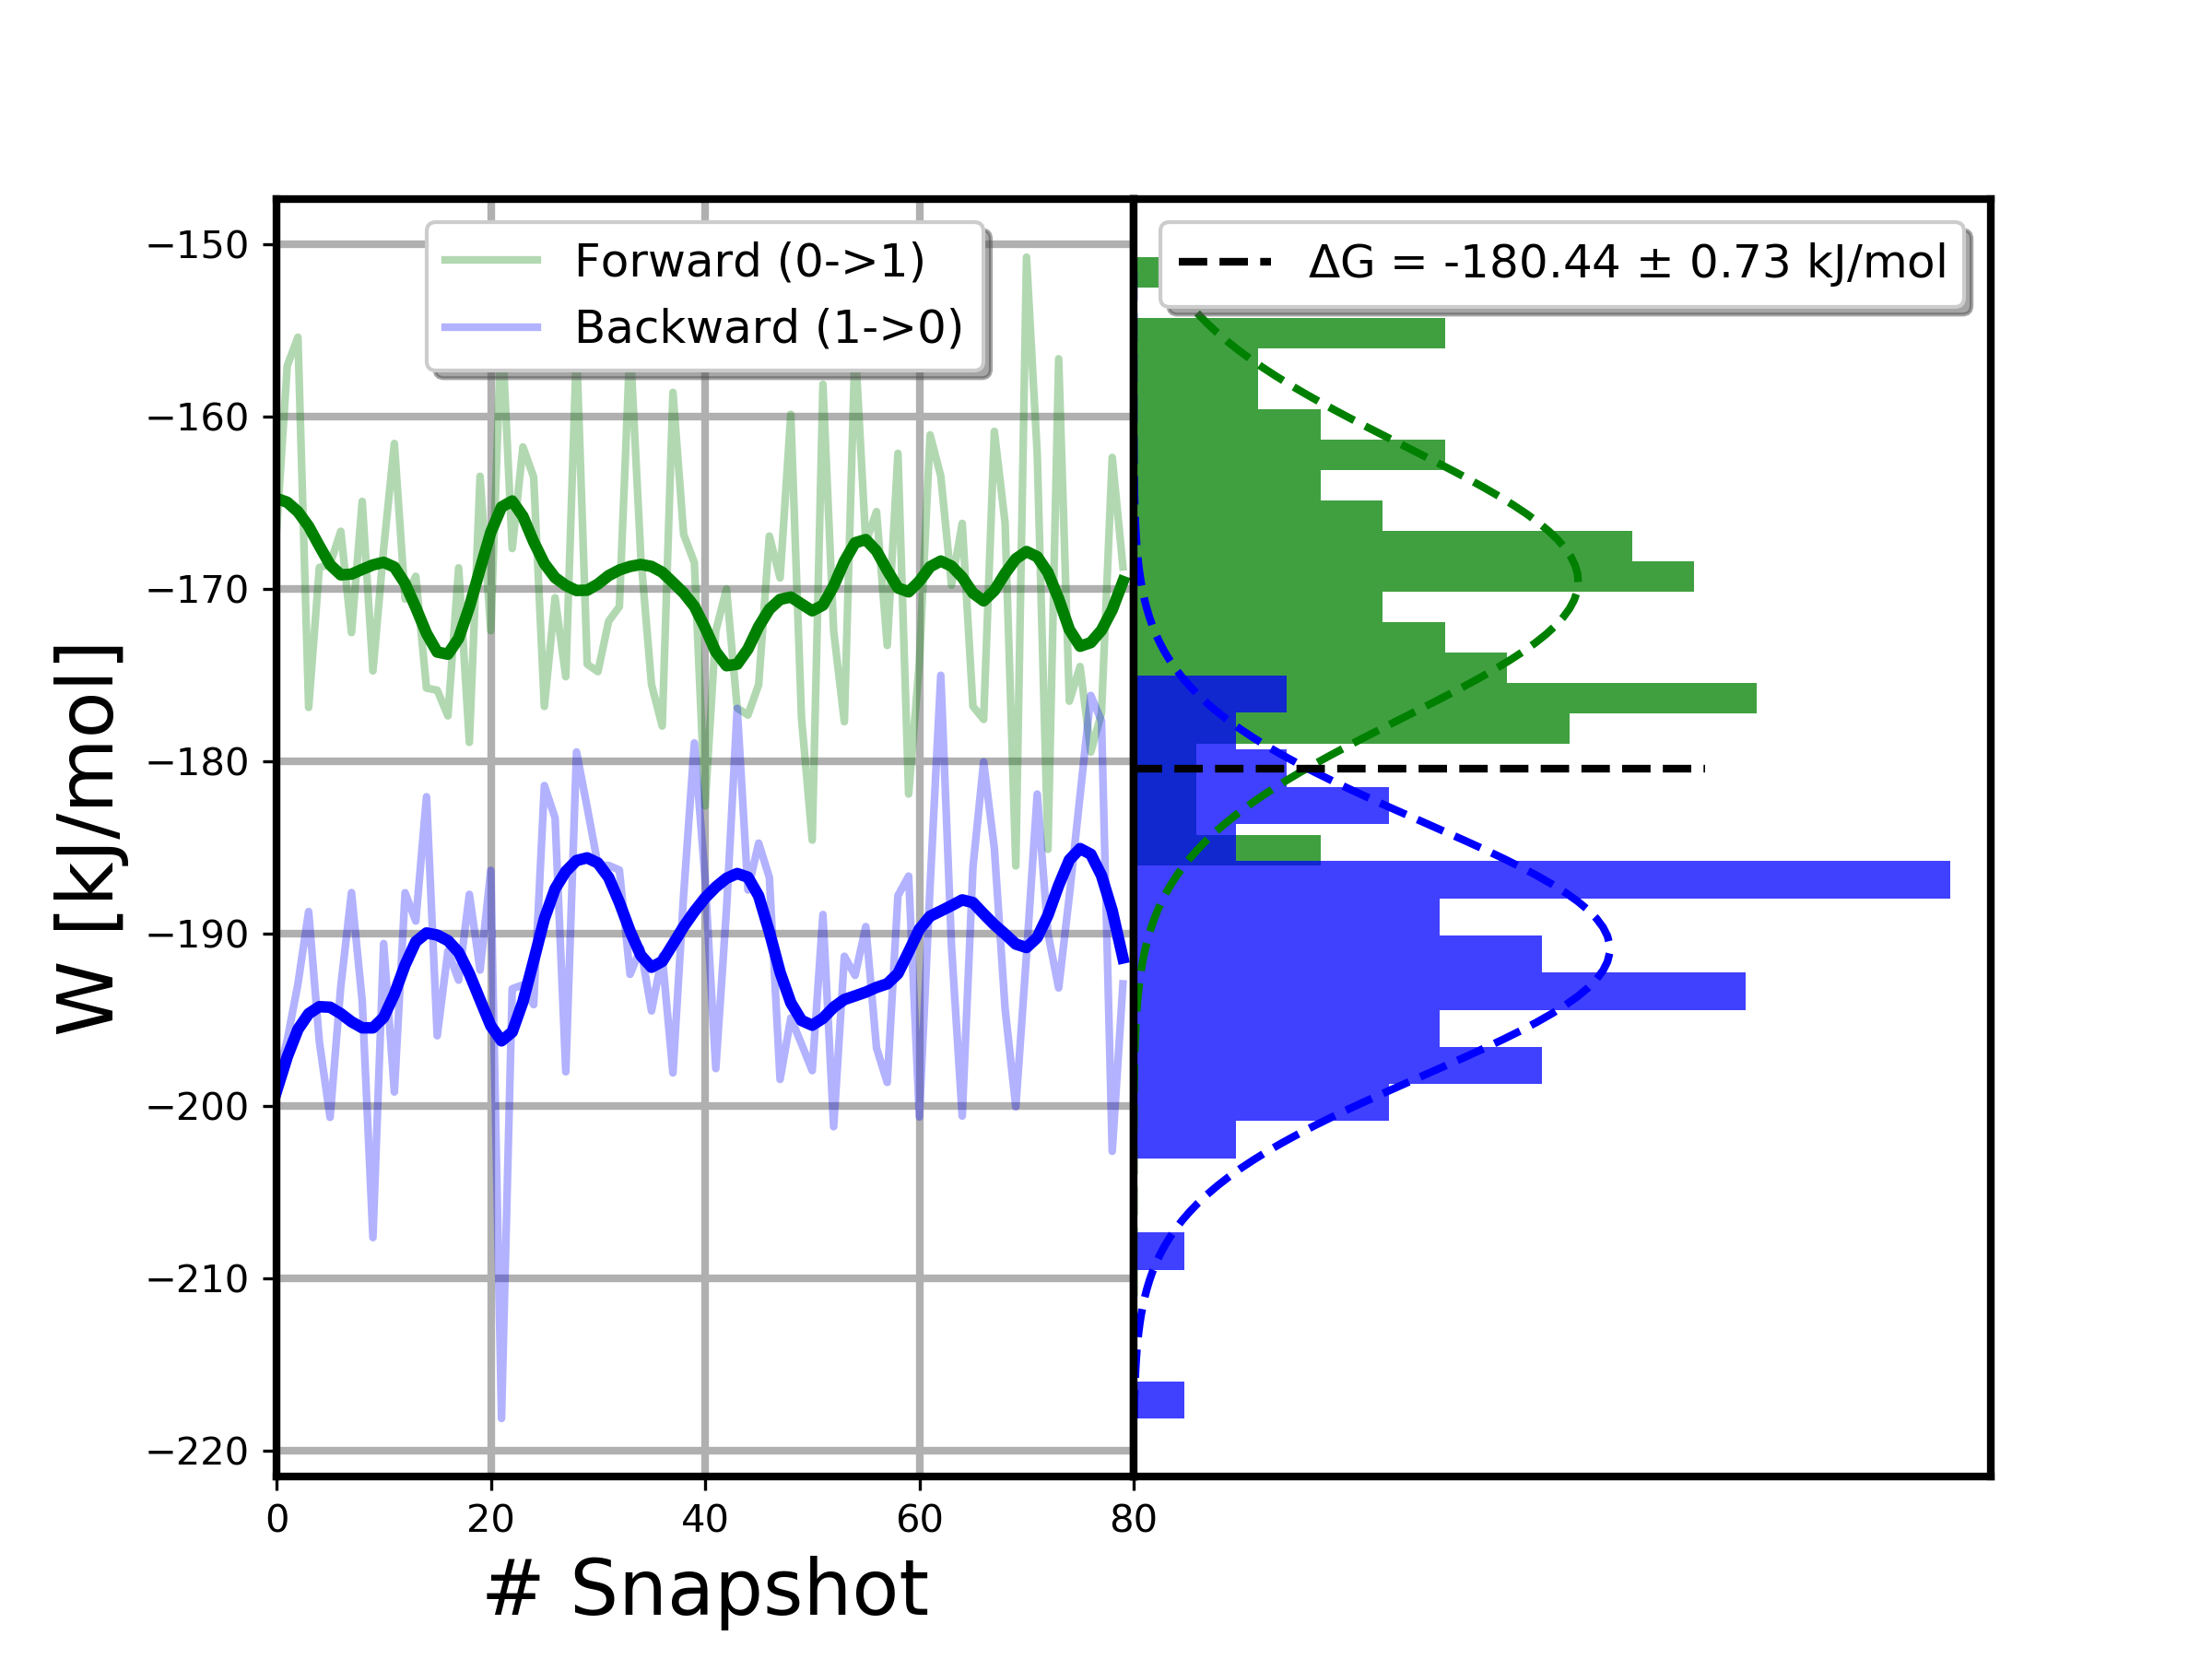 Forward (0->1)
Backward (1->0)
ΔG = -180.44 ± 0.73 kJ/mol
W [kJ/mol]
−150
−160
−170
−180
−190
−200
−210
−220
0 20 40 60 80
# Snapshot